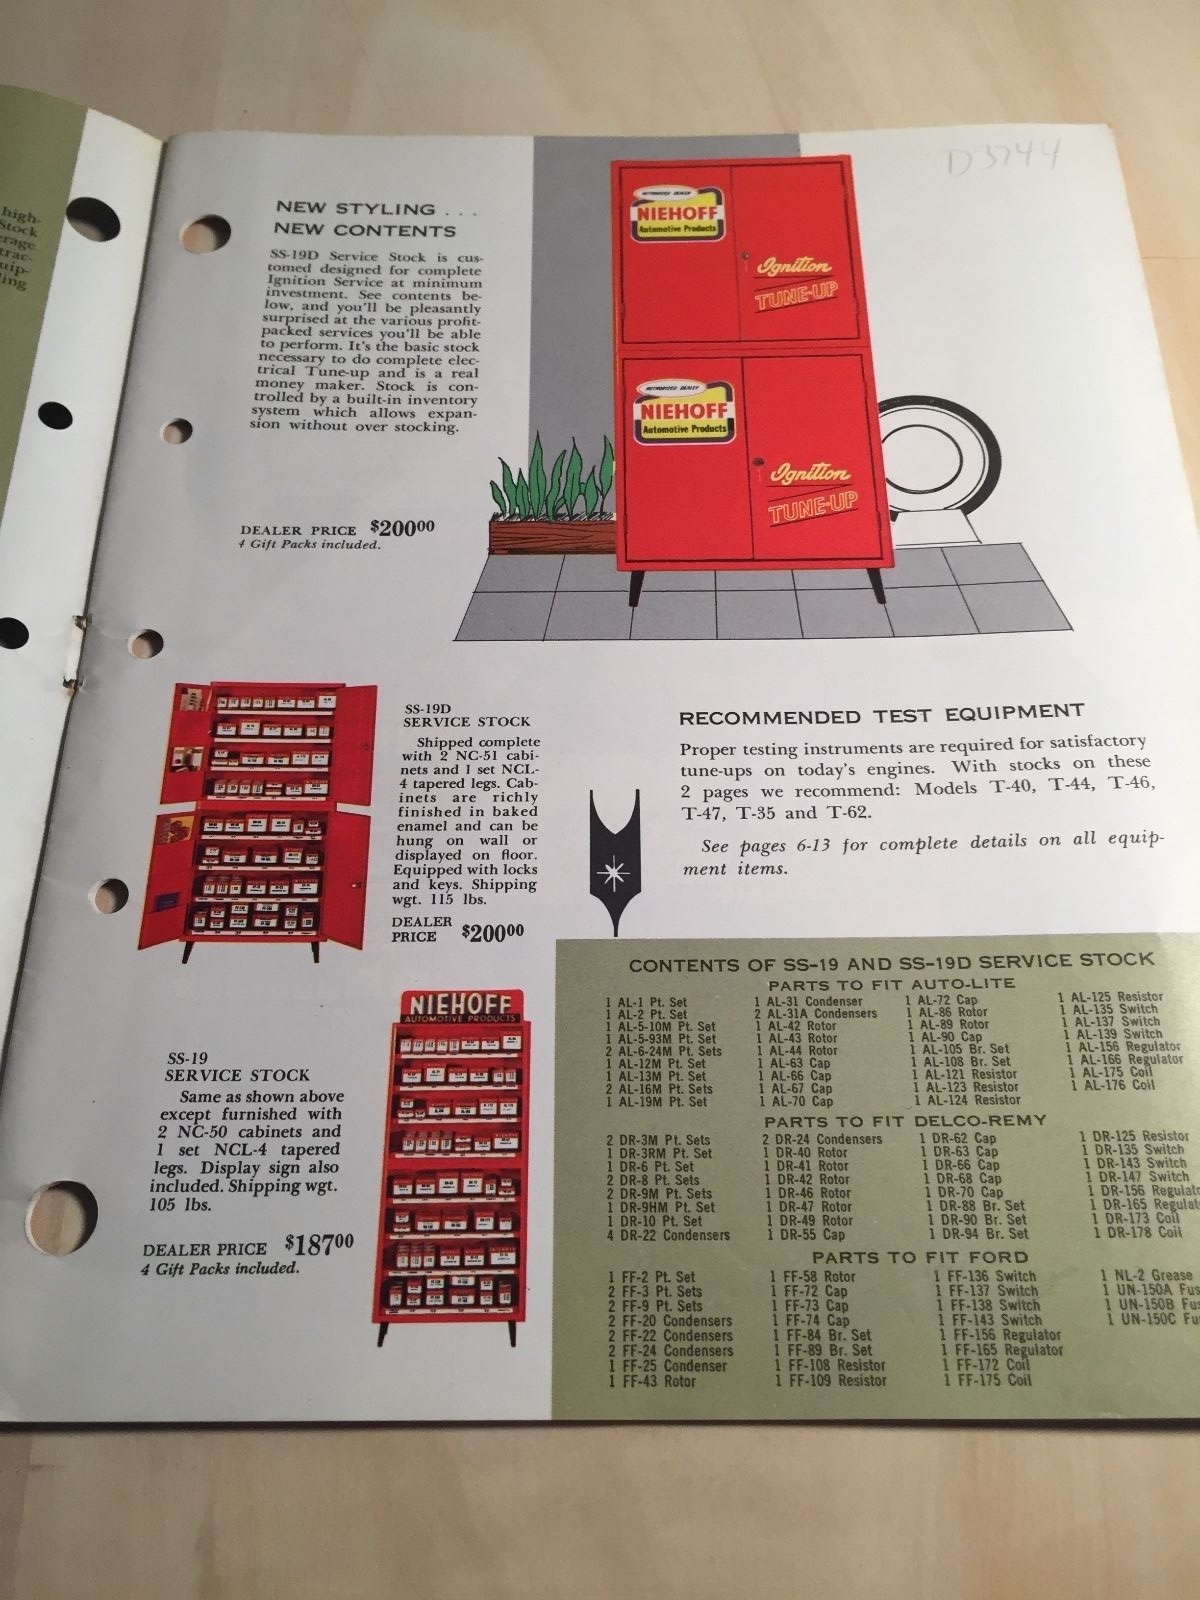 high-
Stock
D3744
NEW STYLING . . .
NEW CONTENTS
SS-19D Service Stock is cus-
tomed designed for complete
Ignition Service at minimum
investment. See contents be-
low, and you'll be pleasantly
surprised at the various profit-
packed services you'll be able
to perform. It's the basic stock
necessary to do complete elec-
trical Tune-up and is a real
money maker. Stock is con-
trolled by a built-in inventory
system which allows expan-
sion without over stocking.
DEALER PRICE $200⁰⁰
4 Gift Packs included.
AUTHORIZED DEALER
NIEHOFF
Automotive Products
Ignition
TUNE-UP
AUTHORIZED DEALER
NIEHOFF
Automotive Products
Ignition
TUNE-UP
SS-19D
SERVICE STOCK
Shipped complete
with 2 NC-51 cabi-
nets and 1 set NCL-
4 tapered legs. Cab-
inets are richly
finished in baked
enamel and can be
hung on wall or
displayed on floor.
Equipped with locks
and keys. Shipping
wgt. 115 lbs.
DEALER
PRICE $200⁰⁰
RECOMMENDED TEST EQUIPMENT
Proper testing instruments are required for satisfactory
tune-ups on today's engines. With stocks on these
2 pages we recommend: Models T-40, T-44, T-46,
T-47, T-35 and T-62.
See pages 6-13 for complete details on all equip-
ment items.
SS-19
SERVICE STOCK
Same as shown above
except furnished with
2 NC-50 cabinets and
1 set NCL-4 tapered
legs. Display sign also
included. Shipping wgt.
105 lbs.
DEALER PRICE $187⁰⁰
4 Gift Packs included.
NIEHOFF
AUTOMOTIVE PRODUCTS
CONTENTS OF SS-19 AND SS-19D SERVICE STOCK
PARTS TO FIT AUTO-LITE
1 AL-1 Pt. Set
1 AL-2 Pt. Set
1 AL-5-10M Pt. Set
1 AL-5-93M Pt. Set
2 AL-6-24M Pt. Sets
1 AL-12M Pt. Set
1 AL-13M Pt. Set
2 AL-16M Pt. Sets
1 AL-19M Pt. Set
1 AL-31 Condenser
2 AL-31A Condensers
1 AL-42 Rotor
1 AL-43 Rotor
1 AL-44 Rotor
1 AL-63 Cap
1 AL-66 Cap
1 AL-67 Cap
1 AL-70 Cap
1 AL-72 Cap
1 AL-86 Rotor
1 AL-89 Rotor
1 AL-90 Cap
1 AL-105 Br. Set
1 AL-108 Br. Set
1 AL-121 Resistor
1 AL-123 Resistor
1 AL-124 Resistor
1 AL-125 Resistor
1 AL-135 Switch
1 AL-137 Switch
1 AL-139 Switch
1 AL-156 Regulator
1 AL-166 Regulator
1 AL-175 Coil
1 AL-176 Coil
PARTS TO FIT DELCO-REMY
2 DR-3M Pt. Sets
1 DR-3RM Pt. Set
1 DR-6 Pt. Set
2 DR-8 Pt. Sets
2 DR-9M Pt. Sets
1 DR-9HM Pt. Set
1 DR-10 Pt. Set
4 DR-22 Condensers
2 DR-24 Condensers
1 DR-40 Rotor
1 DR-41 Rotor
1 DR-42 Rotor
1 DR-46 Rotor
1 DR-47 Rotor
1 DR-49 Rotor
1 DR-55 Cap
1 DR-62 Cap
1 DR-63 Cap
1 DR-66 Cap
1 DR-68 Cap
1 DR-70 Cap
1 DR-88 Br. Set
1 DR-90 Br. Set
1 DR-94 Br. Set
1 DR-125 Resistor
1 DR-135 Switch
1 DR-143 Switch
1 DR-147 Switch
1 DR-156 Regulato
1 DR-165 Regulat
1 DR-173 Coil
1 DR-178 Coil
PARTS TO FIT FORD
1 FF-2 Pt. Set
2 FF-3 Pt. Sets
2 FF-9 Pt. Sets
2 FF-20 Condensers
2 FF-22 Condensers
2 FF-24 Condensers
1 FF-25 Condenser
1 FF-43 Rotor
1 FF-58 Rotor
1 FF-72 Cap
1 FF-73 Cap
1 FF-74 Cap
1 FF-84 Br. Set
1 FF-89 Br. Set
1 FF-108 Resistor
1 FF-109 Resistor
1 FF-136 Switch
1 FF-137 Switch
1 FF-138 Switch
1 FF-143 Switch
1 FF-156 Regulator
1 FF-165 Regulator
1 FF-172 Coil
1 FF-175 Coil
1 NL-2 Grease
1 UN-150A Fus
1 UN-150B Fus
1 UN-150C Fu